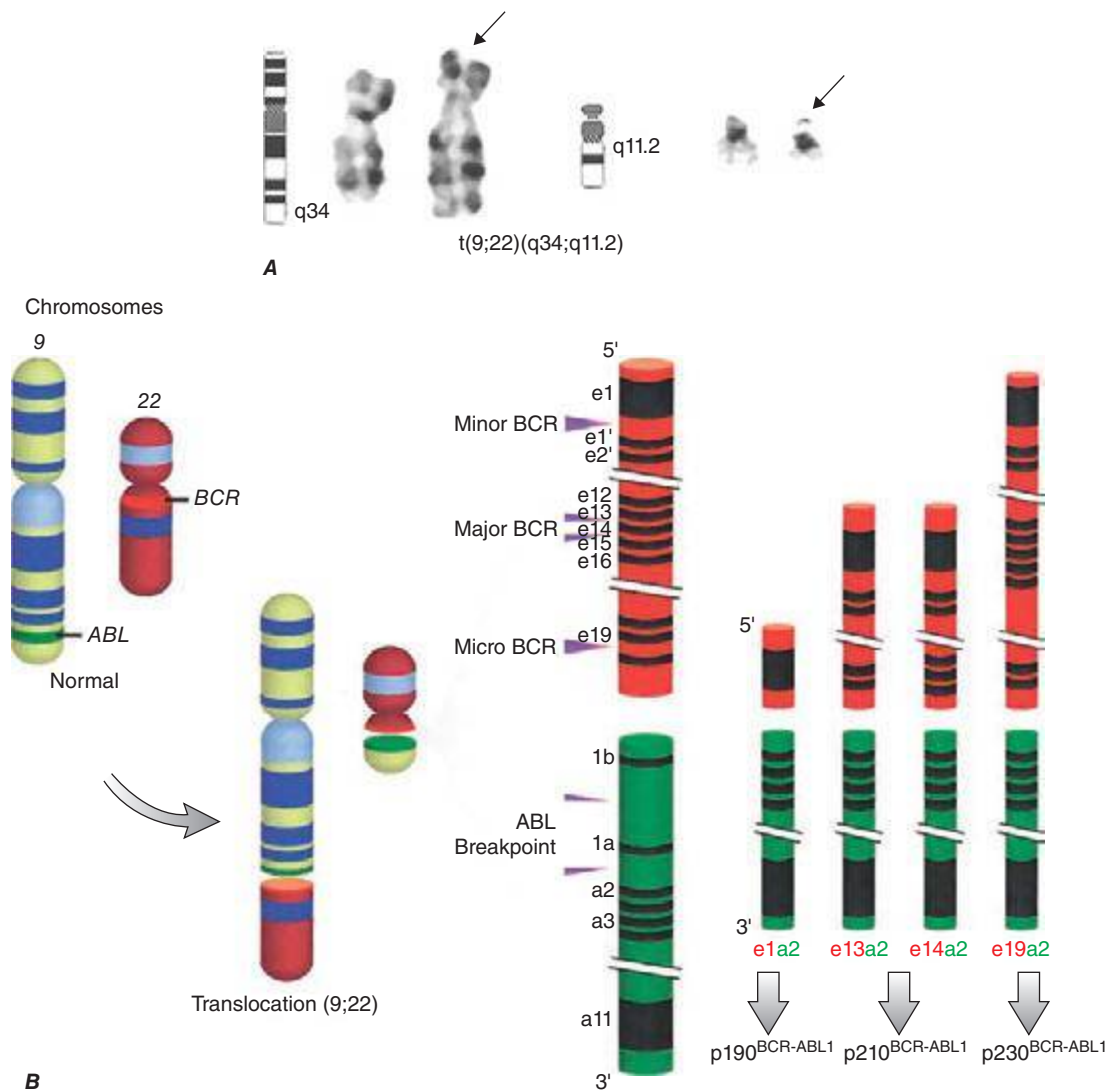 q34
q11.2
t(9;22)(q34;q11.2)
A
Chromosomes
9
22
BCR
ABL
Normal
Translocation (9;22)
5'
e1
Minor BCR
e1'
e2'
e12
e13
Major BCR
e14
e15
e16
e19
Micro BCR
1b
ABL
Breakpoint
1a
a2
a3
a11
3'
5'
3'
e1a2 e13a2 e14a2 e19a2
p190BCR-ABL1 p210BCR-ABL1 p230BCR-ABL1
B